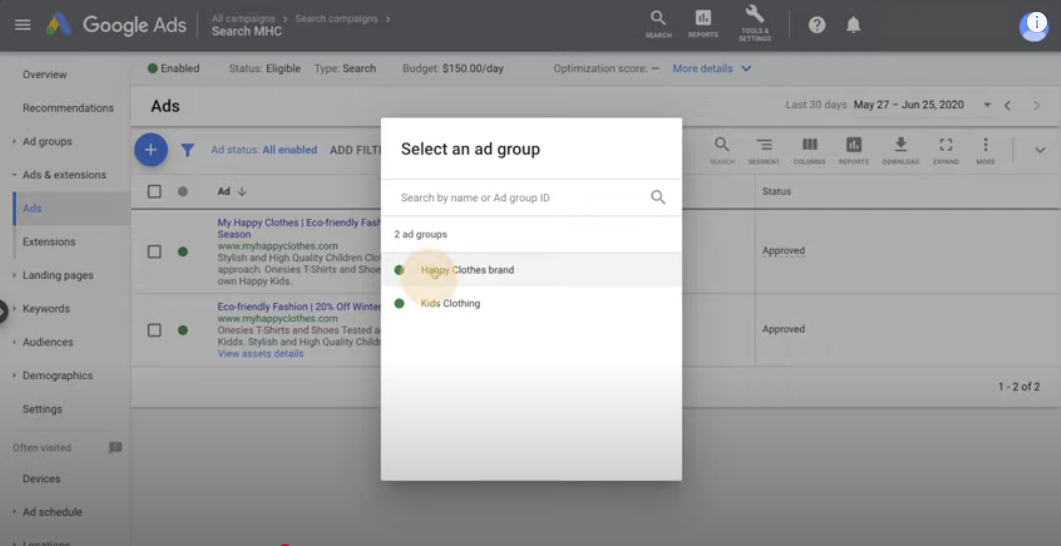 Google Ads
All campaigns > Search campaigns >
Search MHC
SEARCH
REPORTS
TOOLS &
SETTINGS
Overview
Recommendations
Ad groups
Ads & extensions
Ads
Extensions
Landing pages
Keywords
Audiences
Demographics
Settings
Often visited
Devices
Ad schedule
Locations
Enabled Status: Eligible Type: Search Budget: $150.00/day Optimization score: — More details
Ads
Last 30 days May 27 – Jun 25, 2020
Ad status: All enabled ADD FILT
SEARCH SEGMENT COLUMNS REPORTS DOWNLOAD EXPAND MORE
Ad Status
My Happy Clothes | Eco-friendly Fash
Season
www.myhappyclothes.com
Stylish and High Quality Children Clot
approach. Onesies T-Shirts and Shoe
own Happy Kids.
Approved
Eco-friendly Fashion | 20% Off Winter
www.myhappyclothes.com
Onesies T-Shirts and Shoes Tested a
Kidds. Stylish and High Quality Childr
View assets details
Approved
1 - 2 of 2
Select an ad group
Search by name or Ad group ID
2 ad groups
Happy Clothes brand
Kids Clothing